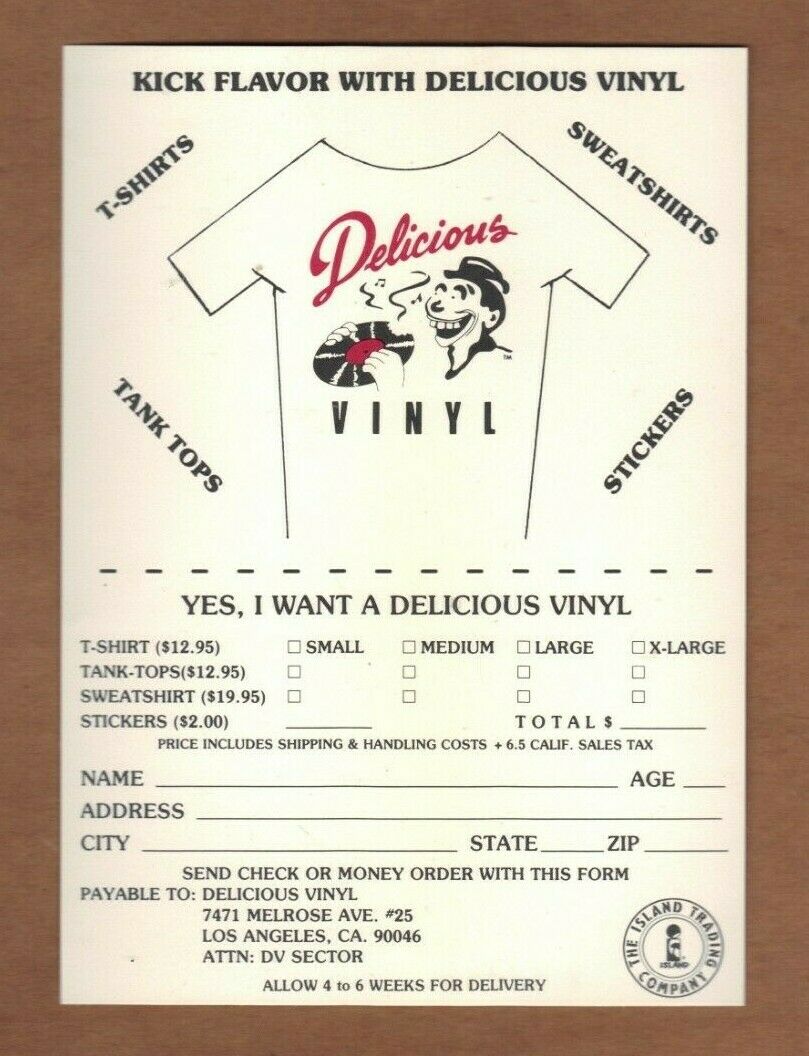 KICK FLAVOR WITH DELICIOUS VINYL
T-SHIRTS
SWEATSHIRTS
Delicious
TM
VINYL
TANK TOPS
STICKERS
YES, I WANT A DELICIOUS VINYL
T-SHIRT ($12.95) SMALL MEDIUM LARGE X-LARGE
TANK-TOPS($12.95)
SWEATSHIRT ($19.95)
STICKERS ($2.00) TOTAL $
PRICE INCLUDES SHIPPING & HANDLING COSTS + 6.5 CALIF. SALES TAX
NAME AGE
ADDRESS
CITY STATE ZIP
SEND CHECK OR MONEY ORDER WITH THIS FORM
PAYABLE TO: DELICIOUS VINYL
7471 MELROSE AVE. #25
LOS ANGELES, CA. 90046
ATTN: DV SECTOR
ALLOW 4 to 6 WEEKS FOR DELIVERY
THE ISLAND TRADING COMPANY
ISLAND